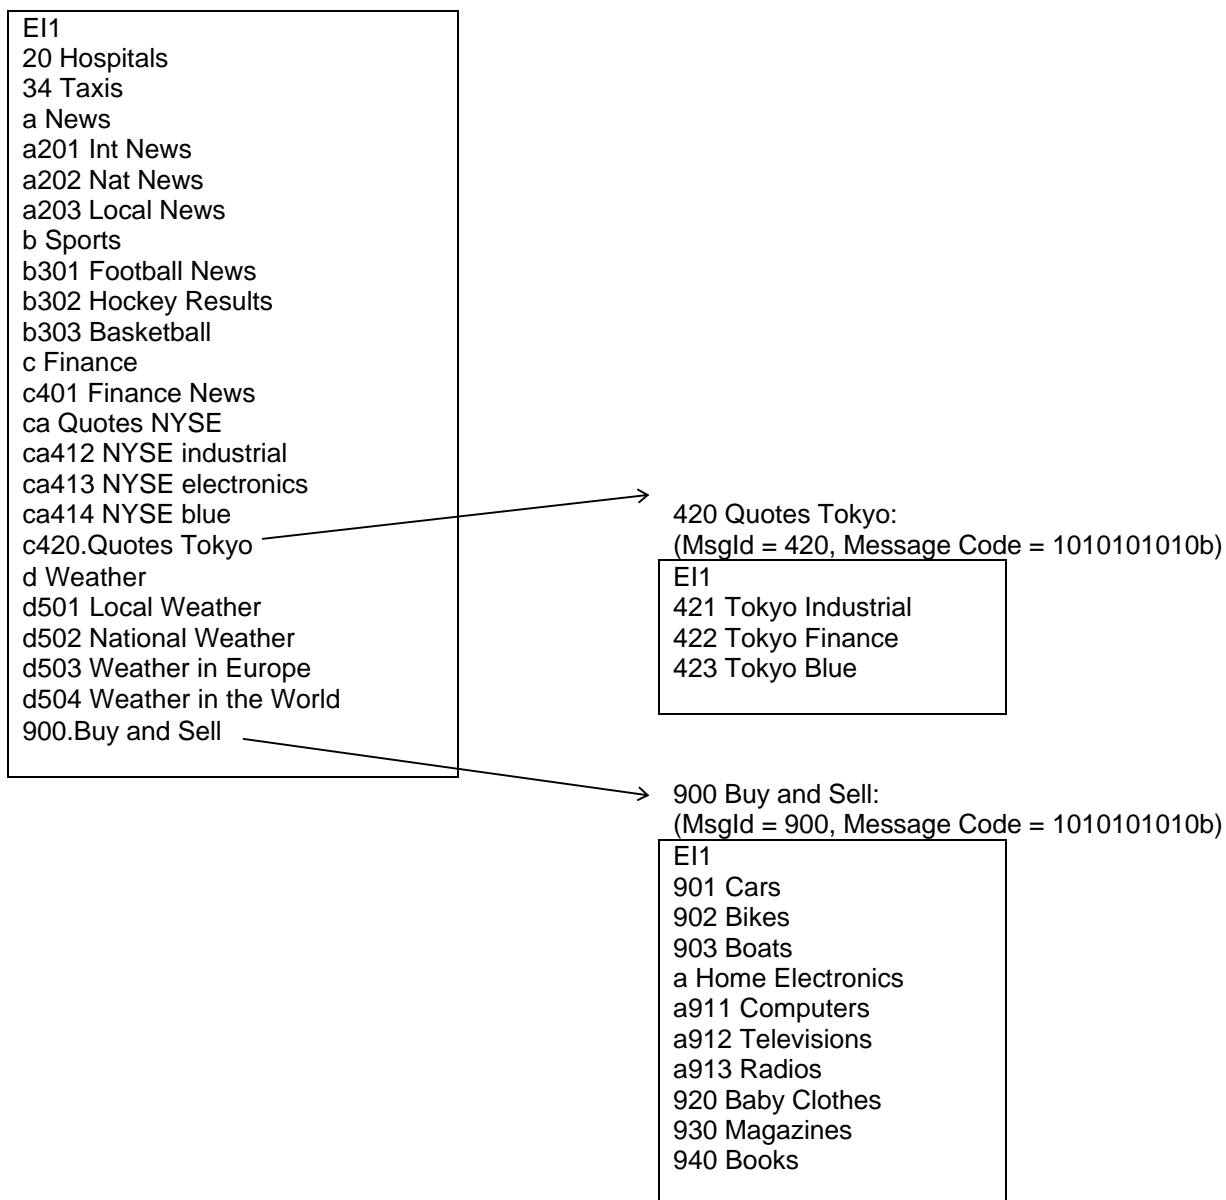 EI1
20 Hospitals
34 Taxis
a News
a201 Int News
a202 Nat News
a203 Local News
b Sports
b301 Football News
b302 Hockey Results
b303 Basketball
c Finance
c401 Finance News
ca Quotes NYSE
ca412 NYSE industrial
ca413 NYSE electronics
ca414 NYSE blue
c420.Quotes Tokyo
d Weather
d501 Local Weather
d502 National Weather
d503 Weather in Europe
d504 Weather in the World
900.Buy and Sell
420 Quotes Tokyo:
(MsgId = 420, Message Code = 1010101010b)
EI1
421 Tokyo Industrial
422 Tokyo Finance
423 Tokyo Blue
900 Buy and Sell:
(MsgId = 900, Message Code = 1010101010b)
EI1
901 Cars
902 Bikes
903 Boats
a Home Electronics
a911 Computers
a912 Televisions
a913 Radios
920 Baby Clothes
930 Magazines
940 Books